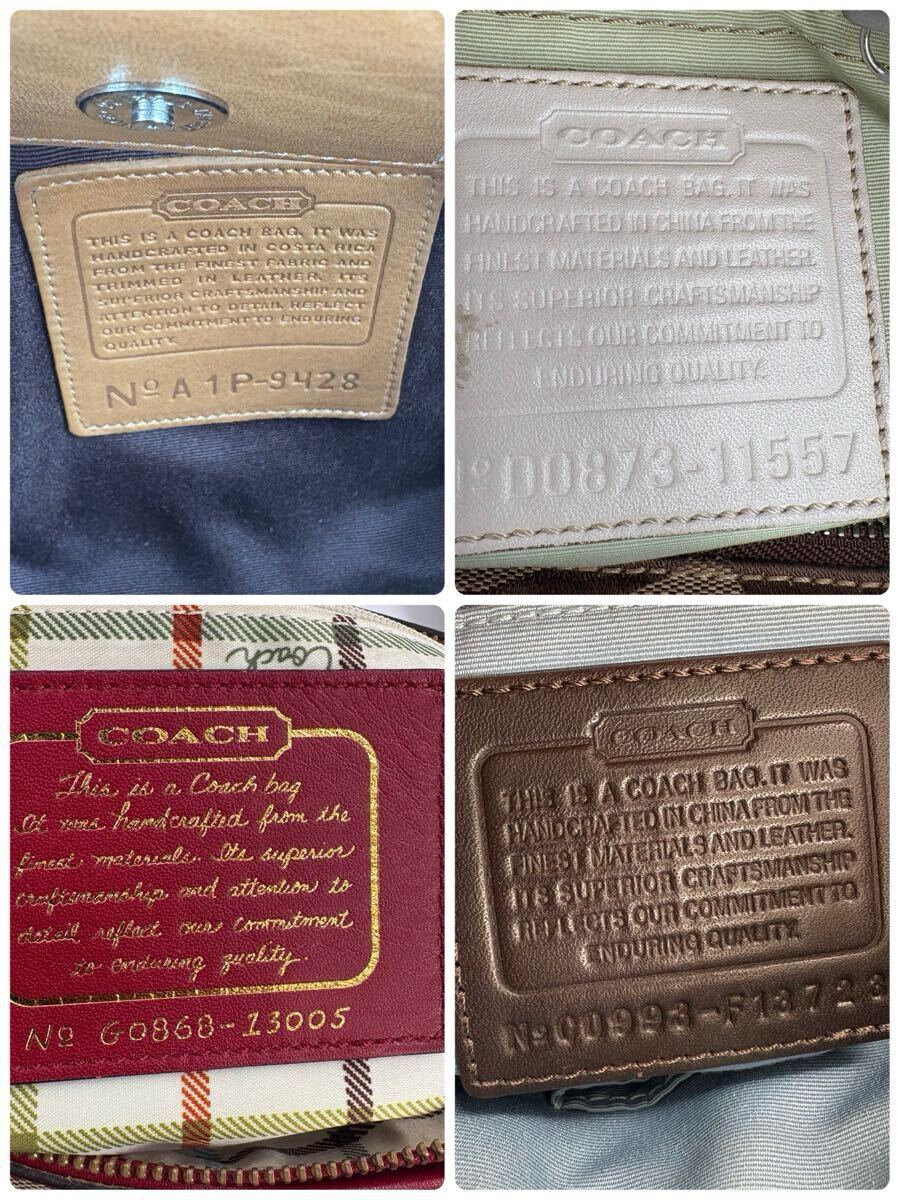 COACH
THIS IS A COACH BAG. IT WAS
HANDCRAFTED IN COSTA RICA
FROM THE FINEST FABRIC AND
TRIMMED IN LEATHER. ITS
SUPERIOR CRAFTSMANSHIP AND
ATTENTION TO DETAIL REFLECT
OUR COMMITMENT TO ENDURING
QUALITY.
Nº A1P-9428
COACH
THIS IS A COACH BAG. IT WAS
HANDCRAFTED IN CHINA FROM THE
FINEST MATERIALS AND LEATHER.
ITS SUPERIOR CRAFTSMANSHIP
REFLECTS OUR COMMITMENT TO
ENDURING QUALITY.
Nº D0873-11557
Coach
COACH
This is a Coach bag
It was handcrafted from the
finest materials. Its superior
craftsmanship and attention to
detail reflect our commitment
to enduring quality.
Nº G0868-13005
COACH
THIS IS A COACH BAG. IT WAS
HANDCRAFTED IN CHINA FROM THE
FINEST MATERIALS AND LEATHER.
ITS SUPERIOR CRAFTSMANSHIP
REFLECTS OUR COMMITMENT TO
ENDURING QUALITY.